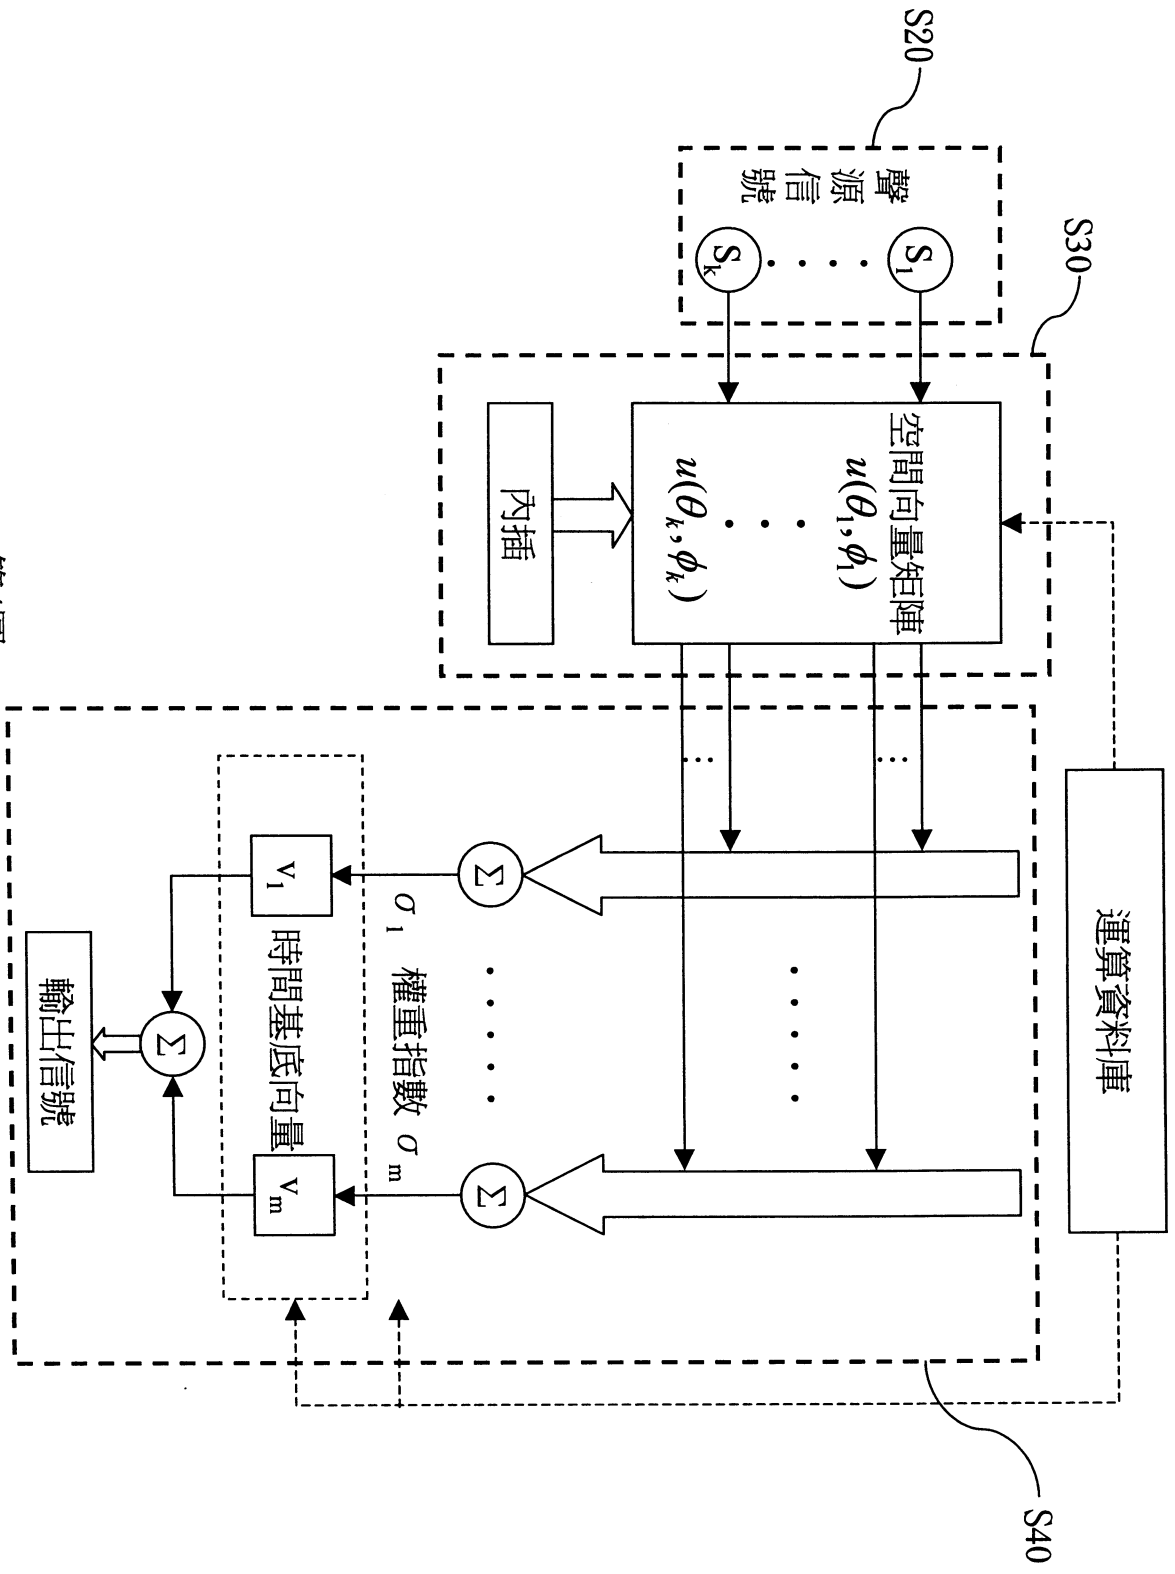 S20
S30
聲源信號
S1
Sk
空間向量矩陣
u(θ1,ϕ1)
u(θk,ϕk)
內插
運算資料庫
Σ
Σ
σ1 權重指數 σm
V1 時間基底向量 Vm
Σ
輸出信號
S40